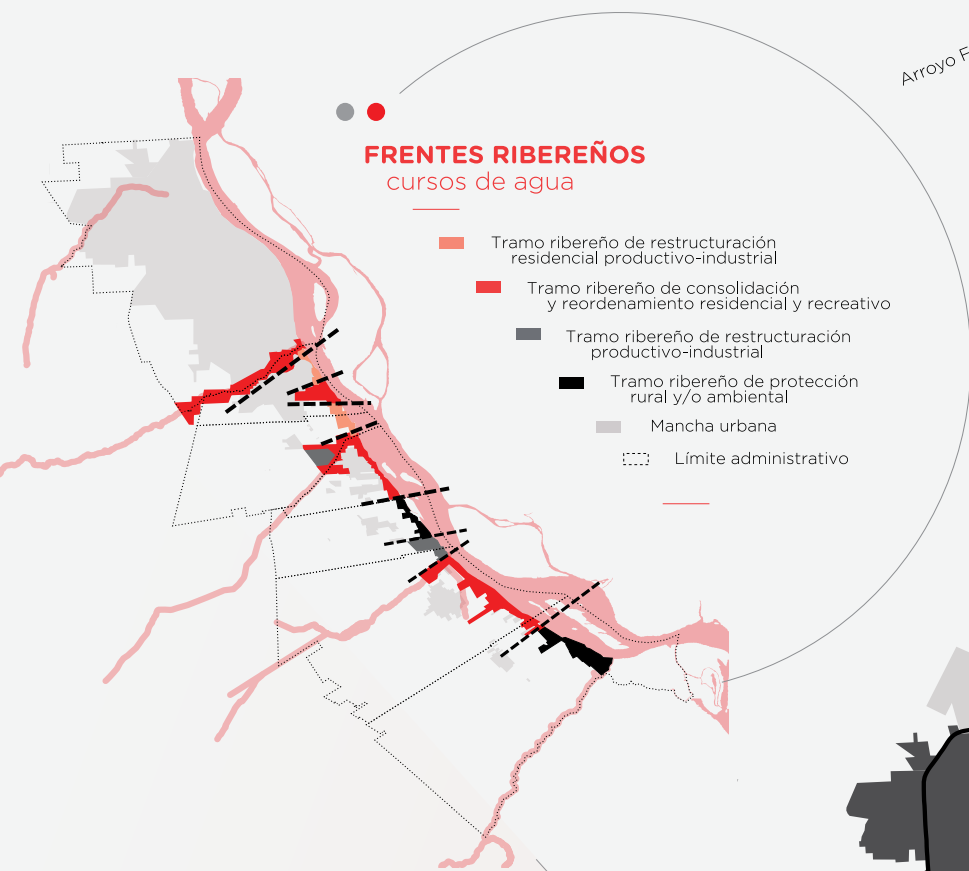 Arroyo F
FRENTES RIBEREÑOS
cursos de agua
Tramo ribereño de restructuración
residencial productivo-industrial
Tramo ribereño de consolidación
y reordenamiento residencial y recreativo
Tramo ribereño de restructuración
productivo-industrial
Tramo ribereño de protección
rural y/o ambiental
Mancha urbana
Límite administrativo